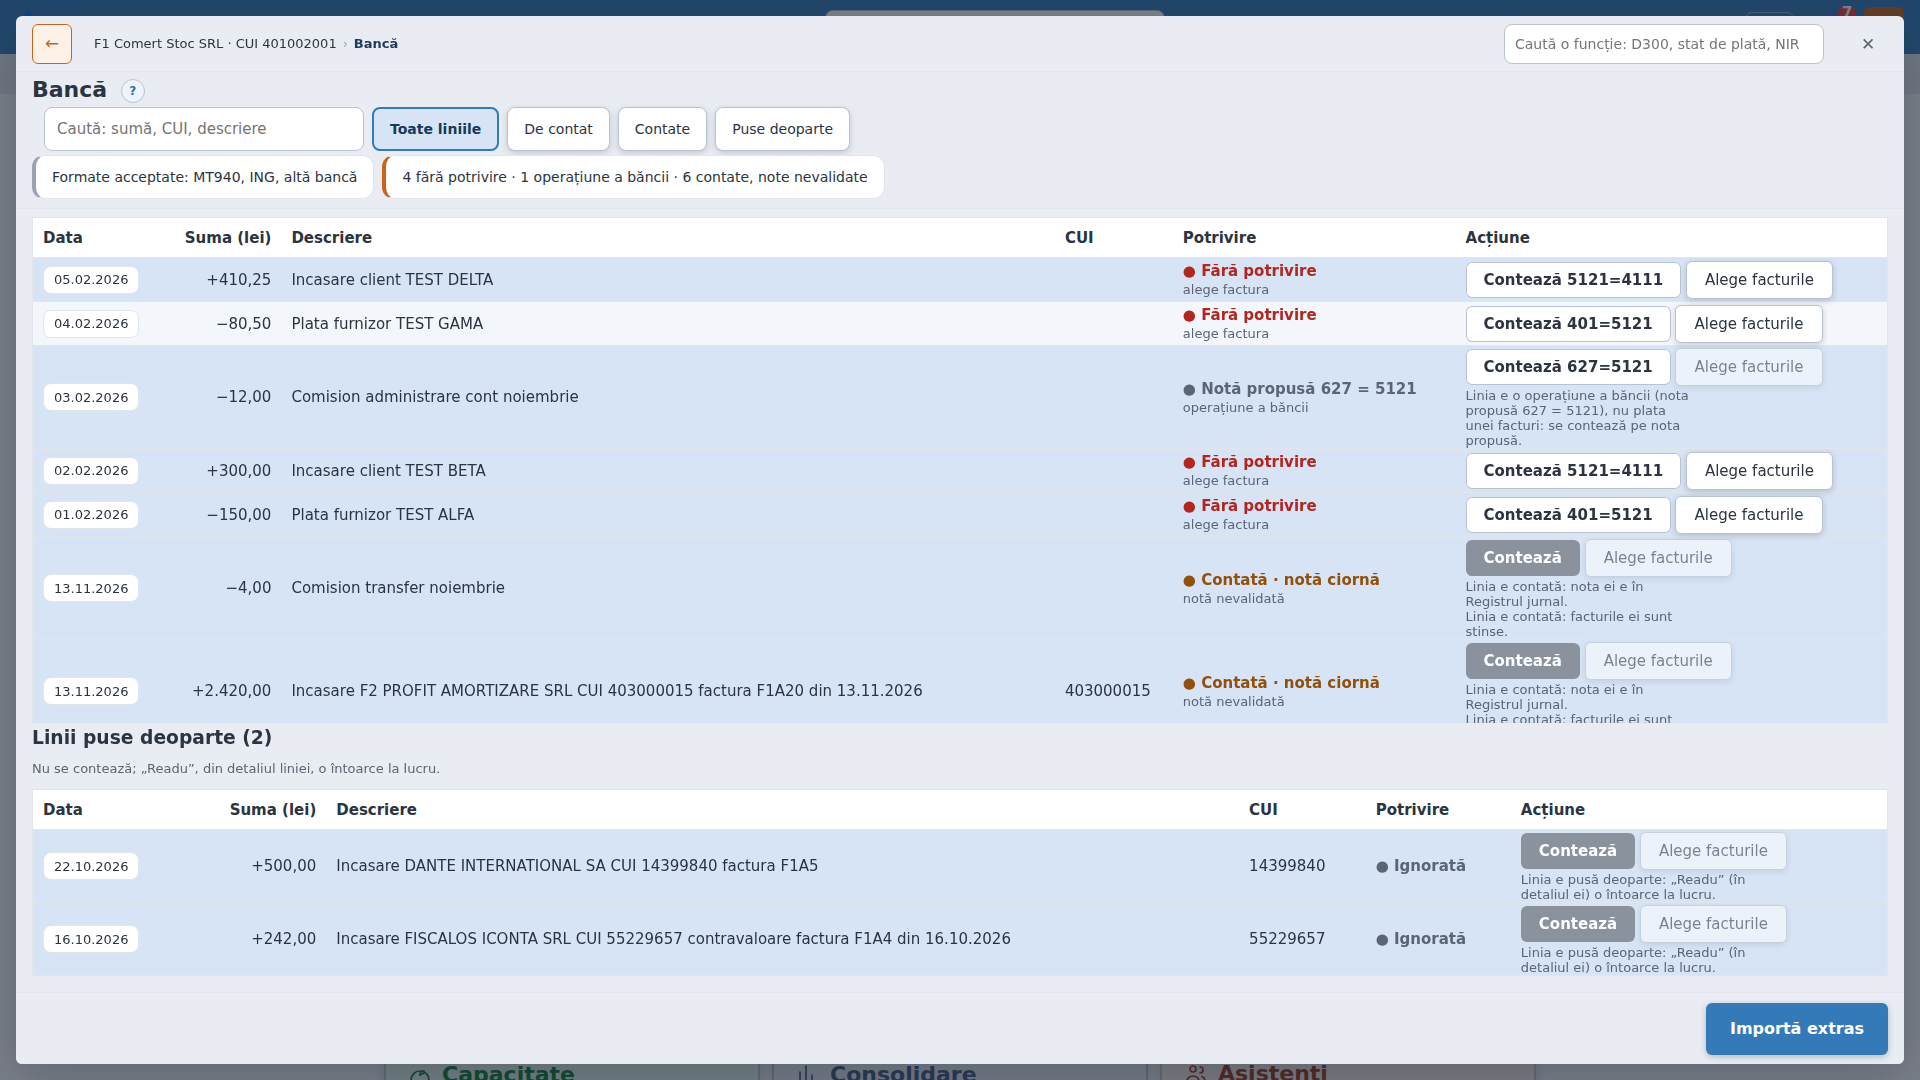 7
← F1 Comert Stoc SRL · CUI 401002001 › Bancă Caută o funcție: D300, stat de plată, NIR ✕
Bancă ?
Caută: sumă, CUI, descriere Toate liniile De contat Contate Puse deoparte
Formate acceptate: MT940, ING, altă bancă 4 fără potrivire · 1 operațiune a băncii · 6 contate, note nevalidate
Data Suma (lei) Descriere CUI Potrivire Acțiune
05.02.2026 +410,25 Incasare client TEST DELTA ● Fără potrivire Contează 5121=4111 Alege facturile
alege factura
04.02.2026 −80,50 Plata furnizor TEST GAMA ● Fără potrivire Contează 401=5121 Alege facturile
alege factura
03.02.2026 −12,00 Comision administrare cont noiembrie ● Notă propusă 627 = 5121 Contează 627=5121 Alege facturile
operațiune a băncii
Linia e o operațiune a băncii (nota
propusă 627 = 5121), nu plata
unei facturi: se contează pe nota
propusă.
02.02.2026 +300,00 Incasare client TEST BETA ● Fără potrivire Contează 5121=4111 Alege facturile
alege factura
01.02.2026 −150,00 Plata furnizor TEST ALFA ● Fără potrivire Contează 401=5121 Alege facturile
alege factura
13.11.2026 −4,00 Comision transfer noiembrie ● Contată · notă ciornă Contează Alege facturile
notă nevalidată
Linia e contată: nota ei e în
Registrul jurnal.
Linia e contată: facturile ei sunt
stinse.
13.11.2026 +2.420,00 Incasare F2 PROFIT AMORTIZARE SRL CUI 403000015 factura F1A20 din 13.11.2026 403000015 ● Contată · notă ciornă Contează Alege facturile
notă nevalidată
Linia e contată: nota ei e în
Registrul jurnal.
Linia e contată: facturile ei sunt
Linii puse deoparte (2)
Nu se contează; „Readu”, din detaliul liniei, o întoarce la lucru.
Data Suma (lei) Descriere CUI Potrivire Acțiune
22.10.2026 +500,00 Incasare DANTE INTERNATIONAL SA CUI 14399840 factura F1A5 14399840 ● Ignorată Contează Alege facturile
Linia e pusă deoparte: „Readu” (în
detaliul ei) o întoarce la lucru.
16.10.2026 +242,00 Incasare FISCALOS ICONTA SRL CUI 55229657 contravaloare factura F1A4 din 16.10.2026 55229657 ● Ignorată Contează Alege facturile
Linia e pusă deoparte: „Readu” (în
detaliul ei) o întoarce la lucru.
Importă extras
Capacitate Consolidare Asistenți